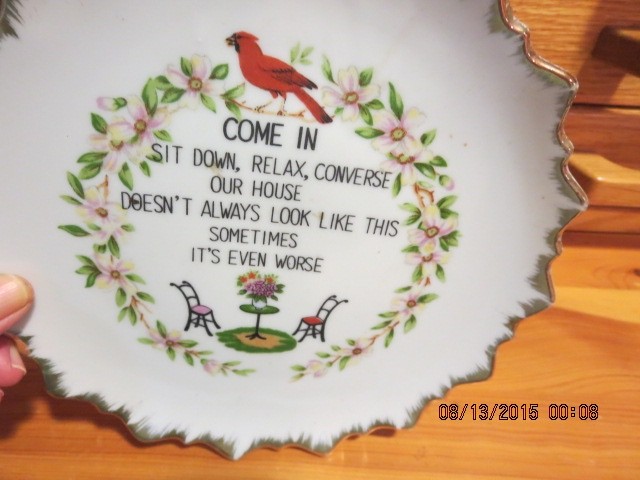 COME IN
SIT DOWN, RELAX, CONVERSE
OUR HOUSE
DOESN'T ALWAYS LOOK LIKE THIS
SOMETIMES
IT'S EVEN WORSE
08/13/2015 00:08